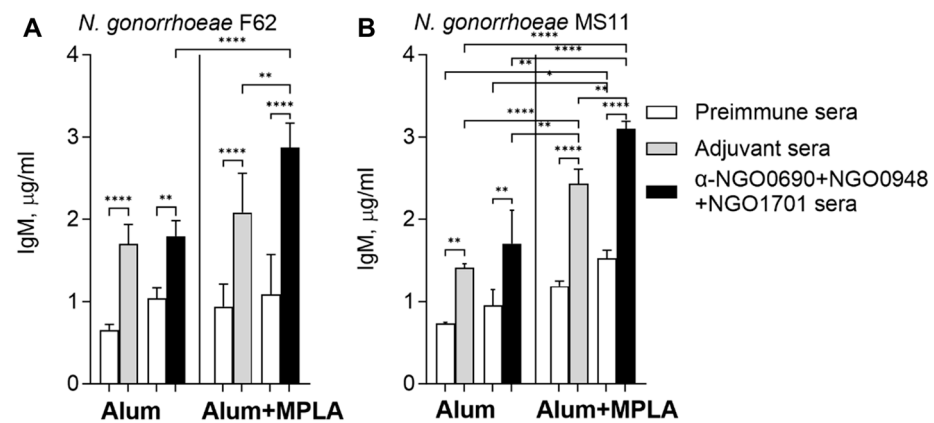 A
N. gonorrhoeae F62
IgM, µg/ml
4
3
2
1
0
****
**
****
****
**
****
Alum
Alum+MPLA
B
N. gonorrhoeae MS11
IgM, µg/ml
4
3
2
1
0
****
****
**
*
**
****
****
**
****
**
**
Alum
Alum+MPLA
Preimmune sera
Adjuvant sera
α-NGO0690+NGO0948
+NGO1701 sera